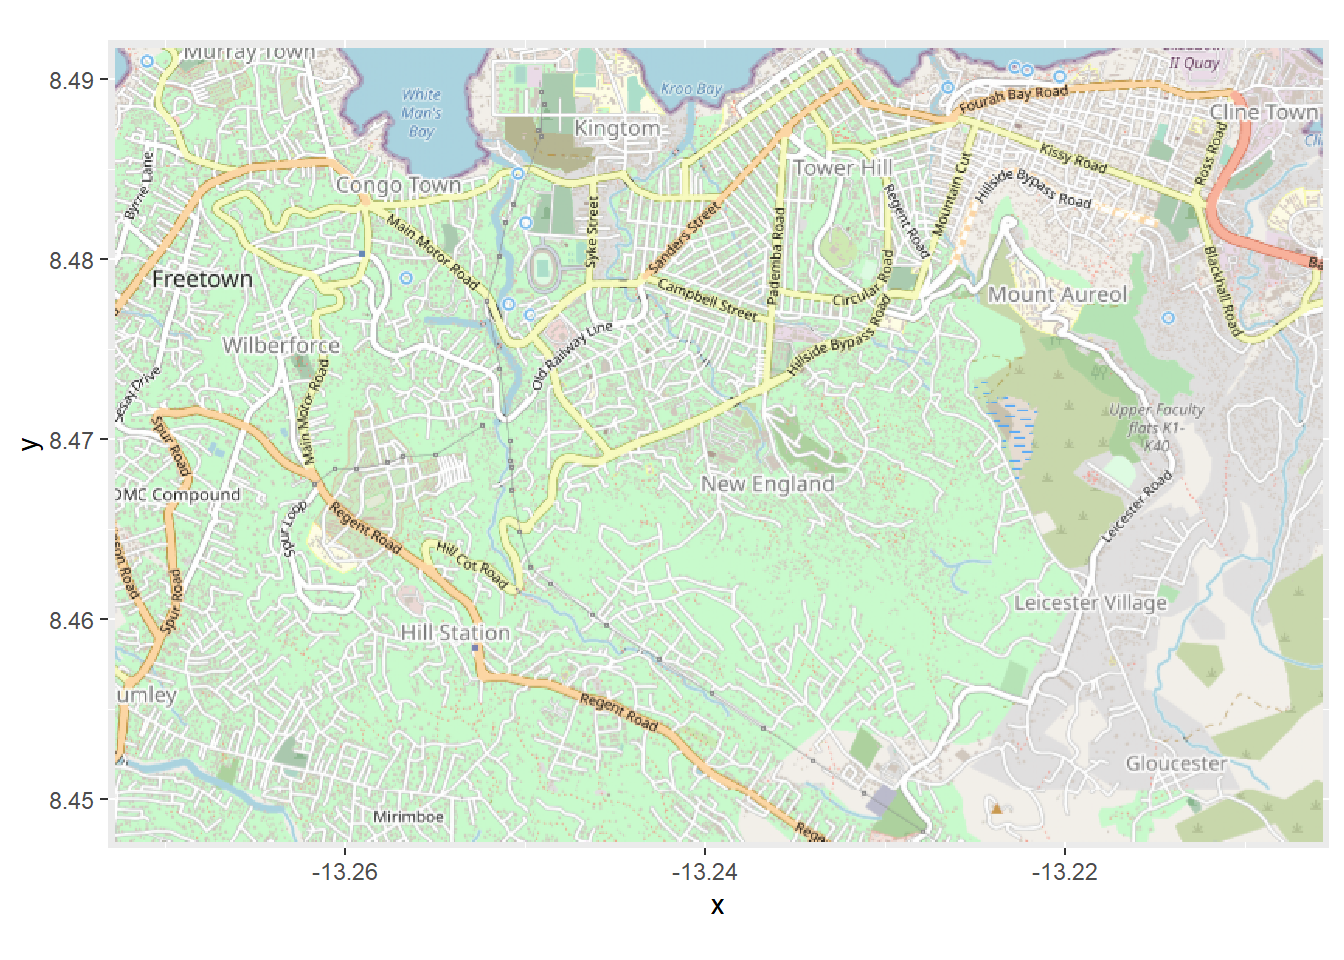 Murray Town
II Quay
8.49
White
Man's
Bay
Kroo Bay
Fourah Bay Road
Cline Town
Kingtom
Kissy Road
Ross Road
Byrne Lane
Congo Town
Tower Hill
Mountain Cut
Hillside Bypass Road
Regent Road
Main Motor Road
Syke Street
Sanders Street
Pademba Road
8.48
Freetown
Campbell Street
Circular Road
Mount Aureol
Blackhall Road
Ba
Wilberforce
Old Railway Line
Hillside Bypass Road
Main Motor Road
Upper Faculty
flats K1-
K40
y
8.47
Spur Road
New England
OMC Compound
Leicester Road
Spur Loop
Regent Road
Hill Cot Road
8.46
Spur Road
Leicester Village
Hill Station
umley
Regent Road
Gloucester
8.45
Mirimboe
Rege
-13.26
-13.24
-13.22
x